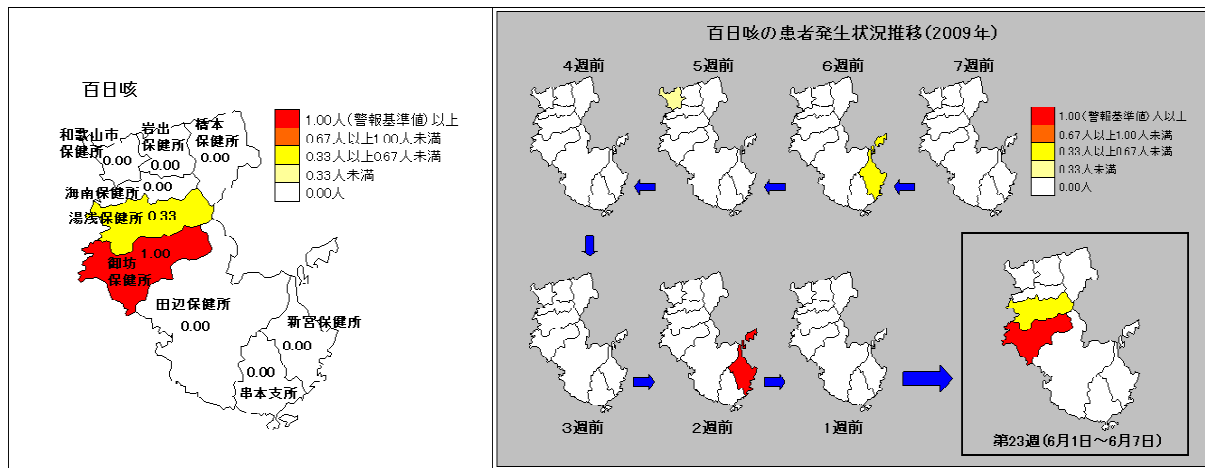 百日咳
1.00人(警報基準値)以上
0.67人以上1.00人未満
0.33人以上0.67人未満
0.33人未満
0.00人
和歌山市
保健所
0.00
岩出
保健所
0.00
橋本
保健所
0.00
0.00
海南保健所
湯浅保健所
0.33
1.00
御坊
保健所
田辺保健所
0.00
新宮保健所
0.00
0.00
串本支所
百日咳の患者発生状況推移(2009年)
4週前
5週前
6週前
7週前
1.00(警報基準値)人以上
0.67人以上1.00人未満
0.33人以上0.67人未満
0.33人未満
0.00人
3週前
2週前
1週前
第23週(6月1日～6月7日)